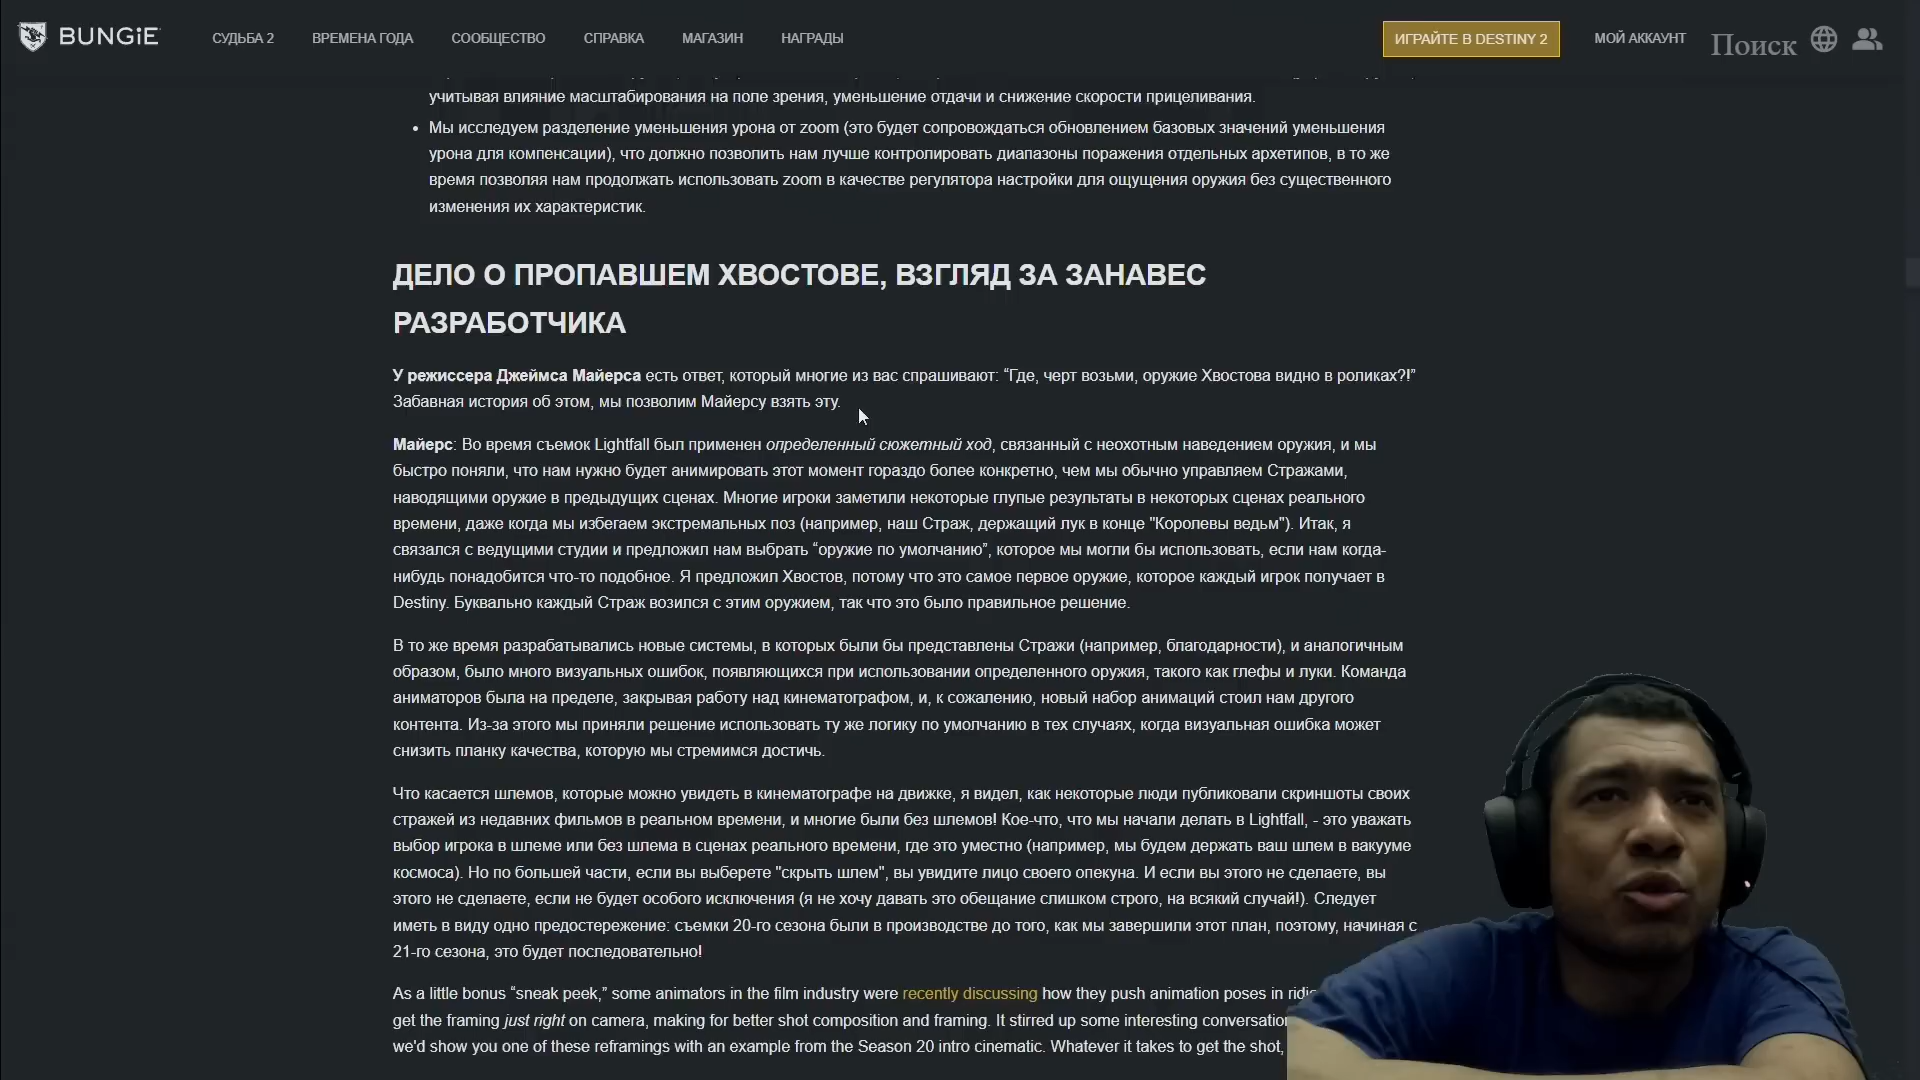 BUNGiE
СУДЬБА 2
ВРЕМЕНА ГОДА
СООБЩЕСТВО
СПРАВКА
МАГАЗИН
НАГРАДЫ
ИГРАЙТЕ В DESTINY 2
МОЙ АККАУНТ
Поиск
учитывая влияние масштабирования на поле зрения, уменьшение отдачи и снижение скорости прицеливания.
• Мы исследуем разделение уменьшения урона от zoom (это будет сопровождаться обновлением базовых значений уменьшения
урона для компенсации), что должно позволить нам лучше контролировать диапазоны поражения отдельных архетипов, в то же
время позволяя нам продолжать использовать zoom в качестве регулятора настройки для ощущения оружия без существенного
изменения их характеристик.
ДЕЛО О ПРОПАВШЕМ ХВОСТОВЕ, ВЗГЛЯД ЗА ЗАНАВЕС
РАЗРАБОТЧИКА
У режиссера Джеймса Майерса есть ответ, который многие из вас спрашивают: “Где, черт возьми, оружие Хвостова видно в роликах?!”
Забавная история об этом, мы позволим Майерсу взять эту.
Майерс: Во время съемок Lightfall был применен определенный сюжетный ход, связанный с неохотным наведением оружия, и мы
быстро поняли, что нам нужно будет анимировать этот момент гораздо более конкретно, чем мы обычно управляем Стражами,
наводящими оружие в предыдущих сценах. Многие игроки заметили некоторые глупые результаты в некоторых сценах реального
времени, даже когда мы избегаем экстремальных поз (например, наш Страж, держащий лук в конце "Королевы ведьм"). Итак, я
связался с ведущими студии и предложил нам выбрать “оружие по умолчанию”, которое мы могли бы использовать, если нам когда-
нибудь понадобится что-то подобное. Я предложил Хвостов, потому что это самое первое оружие, которое каждый игрок получает в
Destiny. Буквально каждый Страж возился с этим оружием, так что это было правильное решение.
В то же время разрабатывались новые системы, в которых были бы представлены Стражи (например, благодарности), и аналогичным
образом, было много визуальных ошибок, появляющихся при использовании определенного оружия, такого как глефы и луки. Команда
аниматоров была на пределе, закрывая работу над кинематографом, и, к сожалению, новый набор анимаций стоил нам другого
контента. Из-за этого мы приняли решение использовать ту же логику по умолчанию в тех случаях, когда визуальная ошибка может
снизить планку качества, которую мы стремимся достичь.
Что касается шлемов, которые можно увидеть в кинематографе на движке, я видел, как некоторые люди публиковали скриншоты своих
стражей из недавних фильмов в реальном времени, и многие были без шлемов! Кое-что, что мы начали делать в Lightfall, - это уважать
выбор игрока в шлеме или без шлема в сценах реального времени, где это уместно (например, мы будем держать ваш шлем в вакууме
космоса). Но по большей части, если вы выберете "скрыть шлем", вы увидите лицо своего опекуна. И если вы этого не сделаете, вы
этого не сделаете, если не будет особого исключения (я не хочу давать это обещание слишком строго, на всякий случай!). Следует
иметь в виду одно предостережение: съемки 20-го сезона были в производстве до того, как мы завершили этот план, поэтому, начиная с
21-го сезона, это будет последовательно!
As a little bonus “sneak peek,” some animators in the film industry were recently discussing how they push animation poses in
get the framing just right on camera, making for better shot composition and framing. It stirred up some interesting
we'd show you one of these reframings with an example from the Season 20 intro cinematic. Whatever it takes to get the shot,